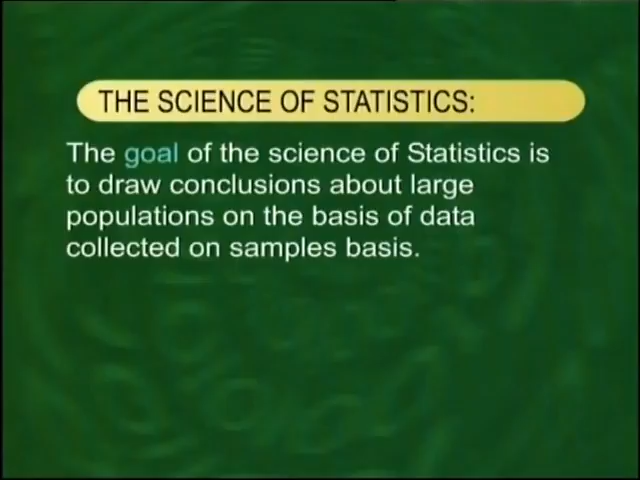 THE SCIENCE OF STATISTICS:
The goal of the science of Statistics is
to draw conclusions about large
populations on the basis of data
collected on samples basis.